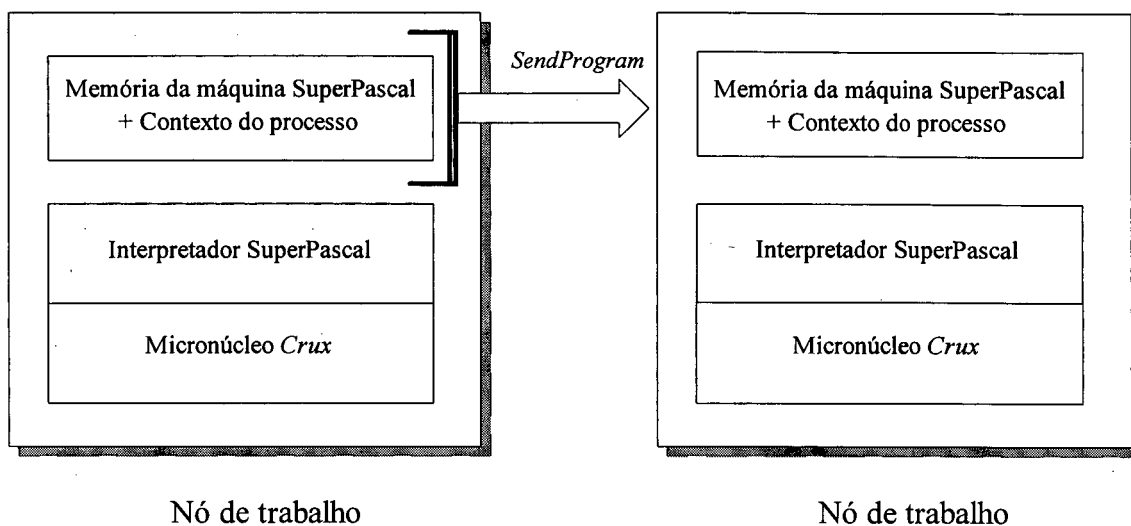 Memória da máquina SuperPascal
+ Contexto do processo
SendProgram
Memória da máquina SuperPascal
+ Contexto do processo
Interpretador SuperPascal
Interpretador SuperPascal
Micronúcleo Crux
Micronúcleo Crux
Nó de trabalho
Nó de trabalho